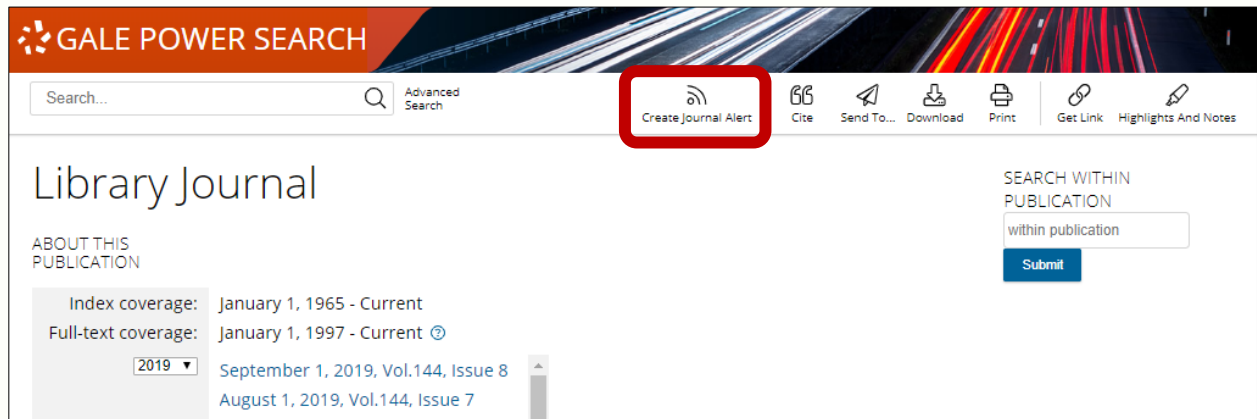 GALE POWER SEARCH
Search...
Advanced
Search
Create Journal Alert
Cite
Send To...
Download
Print
Get Link
Highlights And Notes
Library Journal
SEARCH WITHIN
PUBLICATION
within publication
Submit
ABOUT THIS
PUBLICATION
Index coverage: January 1, 1965 - Current
Full-text coverage: January 1, 1997 - Current
2019
September 1, 2019, Vol.144, Issue 8
August 1, 2019, Vol.144, Issue 7